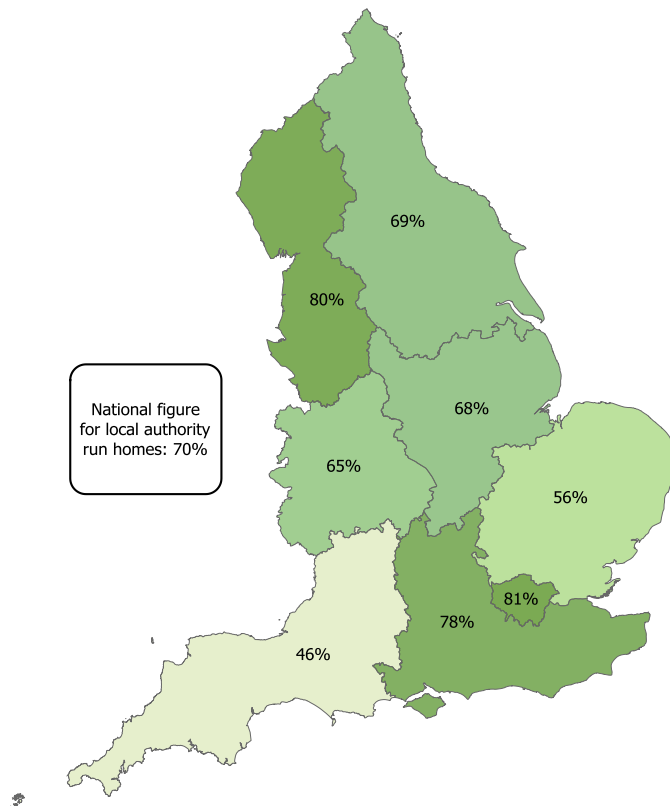 69%
80%
National figure
for local authority
run homes: 70%
68%
65%
56%
81%
78%
46%